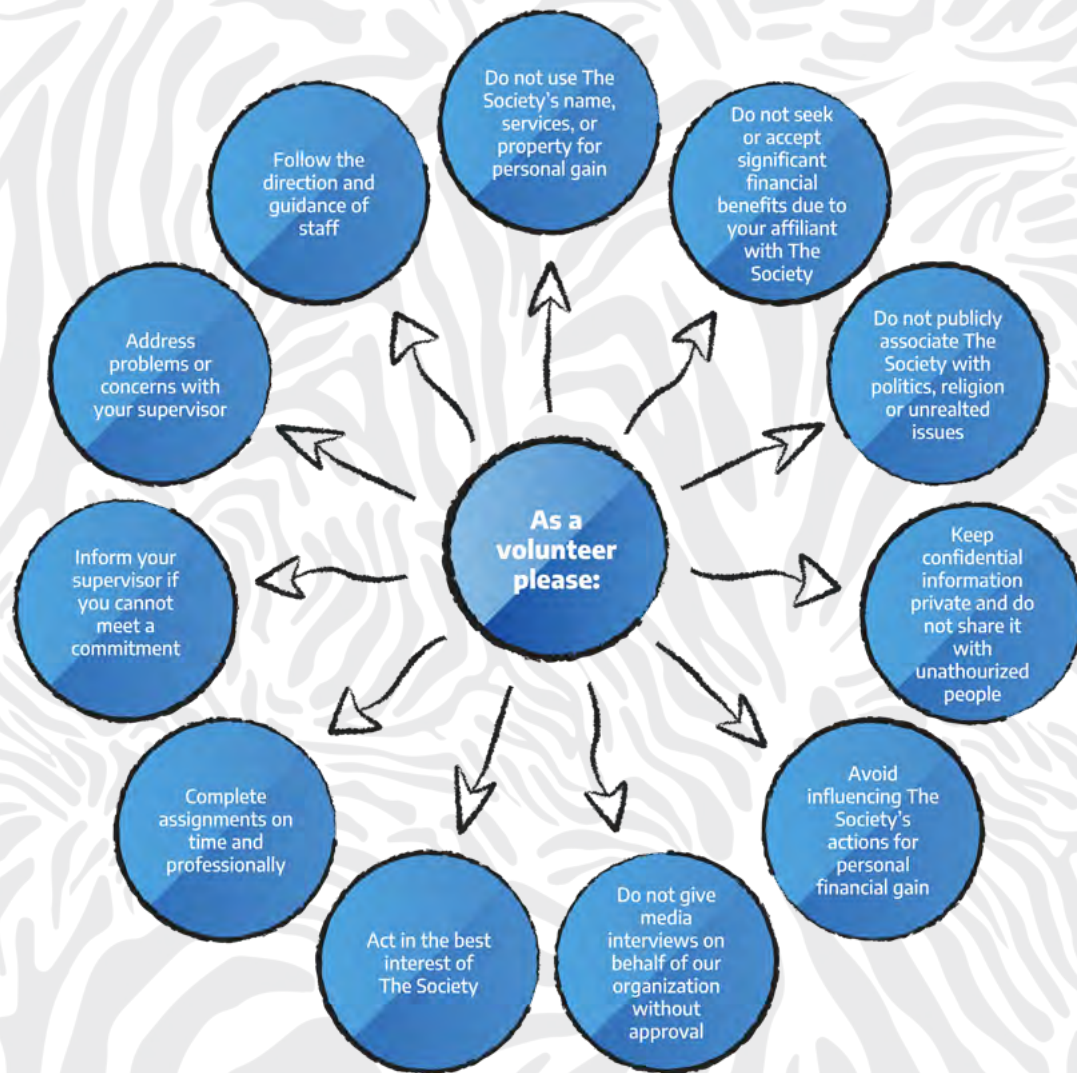 As a
volunteer
please:
Do not use The
Society's name,
services, or
property for
personal gain
Do not seek
or accept
significant
financial
benefits due to
your affiliant
with The
Society
Do not publicly
associate The
Society with
politics, religion
or unrealted
issues
Keep
confidential
information
private and do
not share it
with
unathourized
people
Avoid
influencing The
Society's
actions for
personal
financial gain
Do not give
media
interviews on
behalf of our
organization
without
approval
Act in the best
interest of
The Society
Complete
assignments on
time and
professionally
Inform your
supervisor if
you cannot
meet a
commitment
Address
problems or
concerns with
your supervisor
Follow the
direction and
guidance of
staff